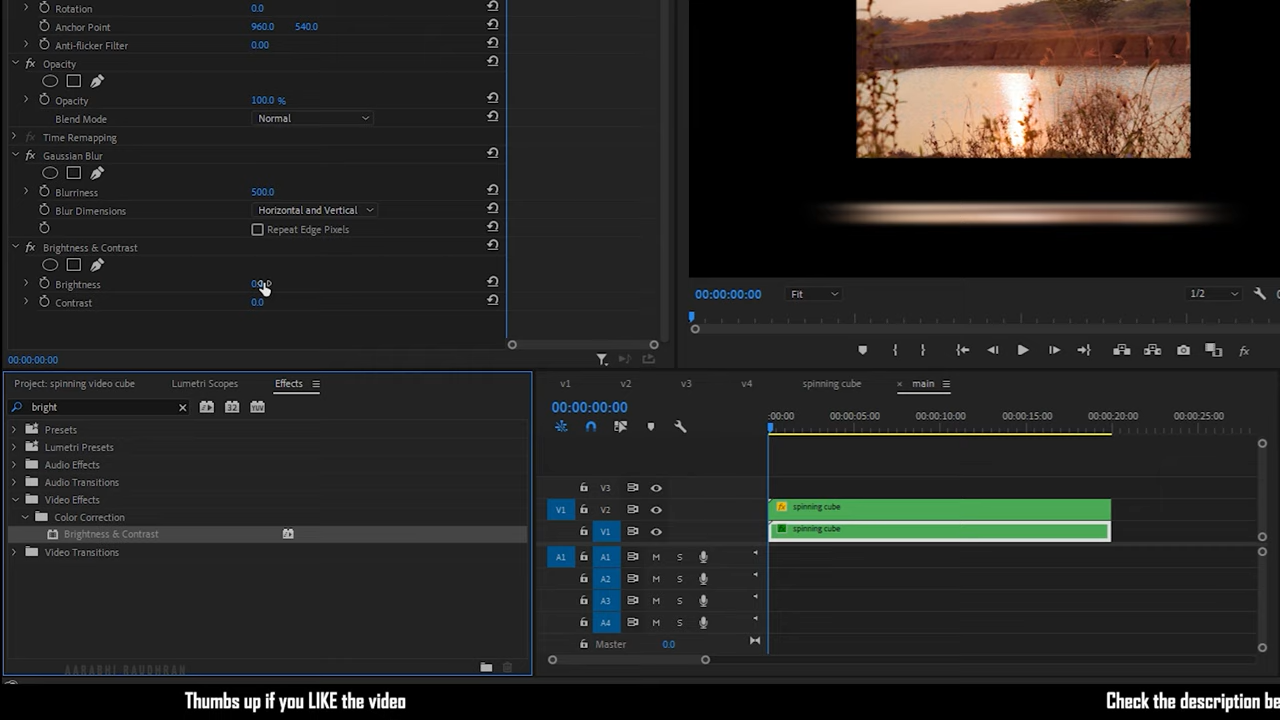 Rotation 0.0
Anchor Point 960.0 540.0
Anti-flicker Filter 0.00
fx Opacity
Opacity 100.0 %
Blend Mode Normal
fx Time Remapping
fx Gaussian Blur
Blurriness 500.0
Blur Dimensions Horizontal and Vertical
Repeat Edge Pixels
fx Brightness & Contrast
Brightness
Contrast 0.0
00:00:00:00
00:00:00:00 Fit 1/2
fx
Project: spinning video cube Lumetri Scopes Effects
bright
32 YUV
Presets
Lumetri Presets
Audio Effects
Audio Transitions
Video Effects
Color Correction
Brightness & Contrast
Video Transitions
v1 v2 v3 v4 spinning cube × main
00:00:00:00
:00:00 00:00:05:00 00:00:10:00 00:00:15:00 00:00:20:00 00:00:25:00
V3
V1 V2 fx spinning cube
V1 spinning cube
A1 A1 M S
A2 M S
A3 M S
A4 M S
Master 0.0
AARABHI RAUGHRAN
Thumbs up if you LIKE the video
Check the description be